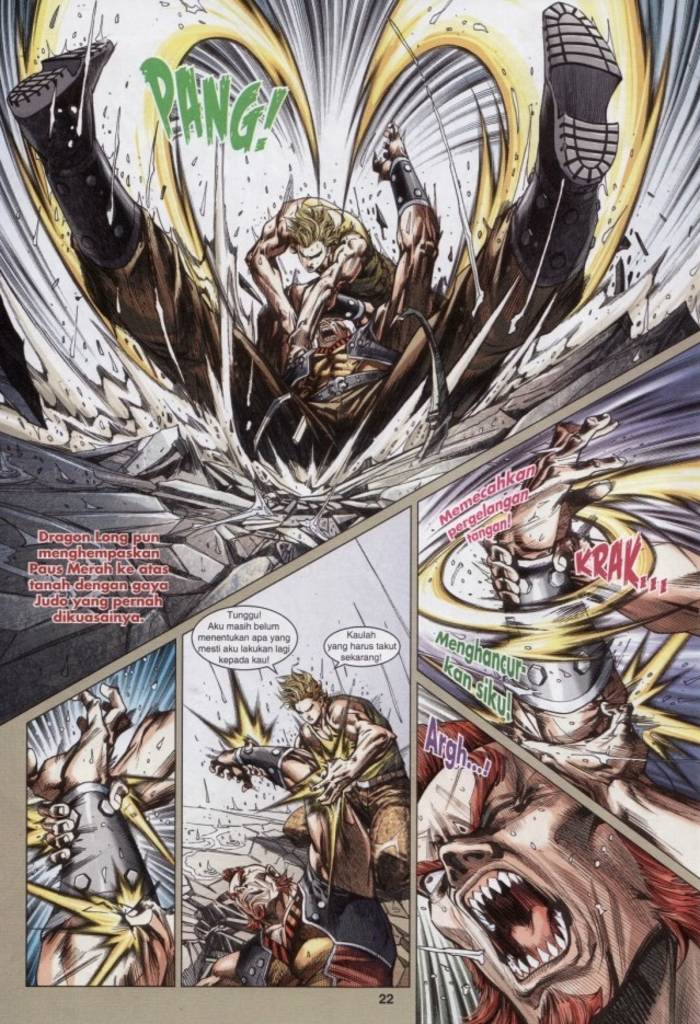 PANG!
Dragon Long pun
menghempaskan
Paus Merah ke atas
tanah dengan gaya
Judo yang pernah
dikuasainya.
Memecahkan
pergelangan
tangan!
KRAK...
Menghancur-
kan siku!
Tunggu!
Aku masih belum
menentukan apa yang
mesti aku lakukan lagi
kepada kau!
Kaulah
yang harus takut
sekarang!
Argh...!
22